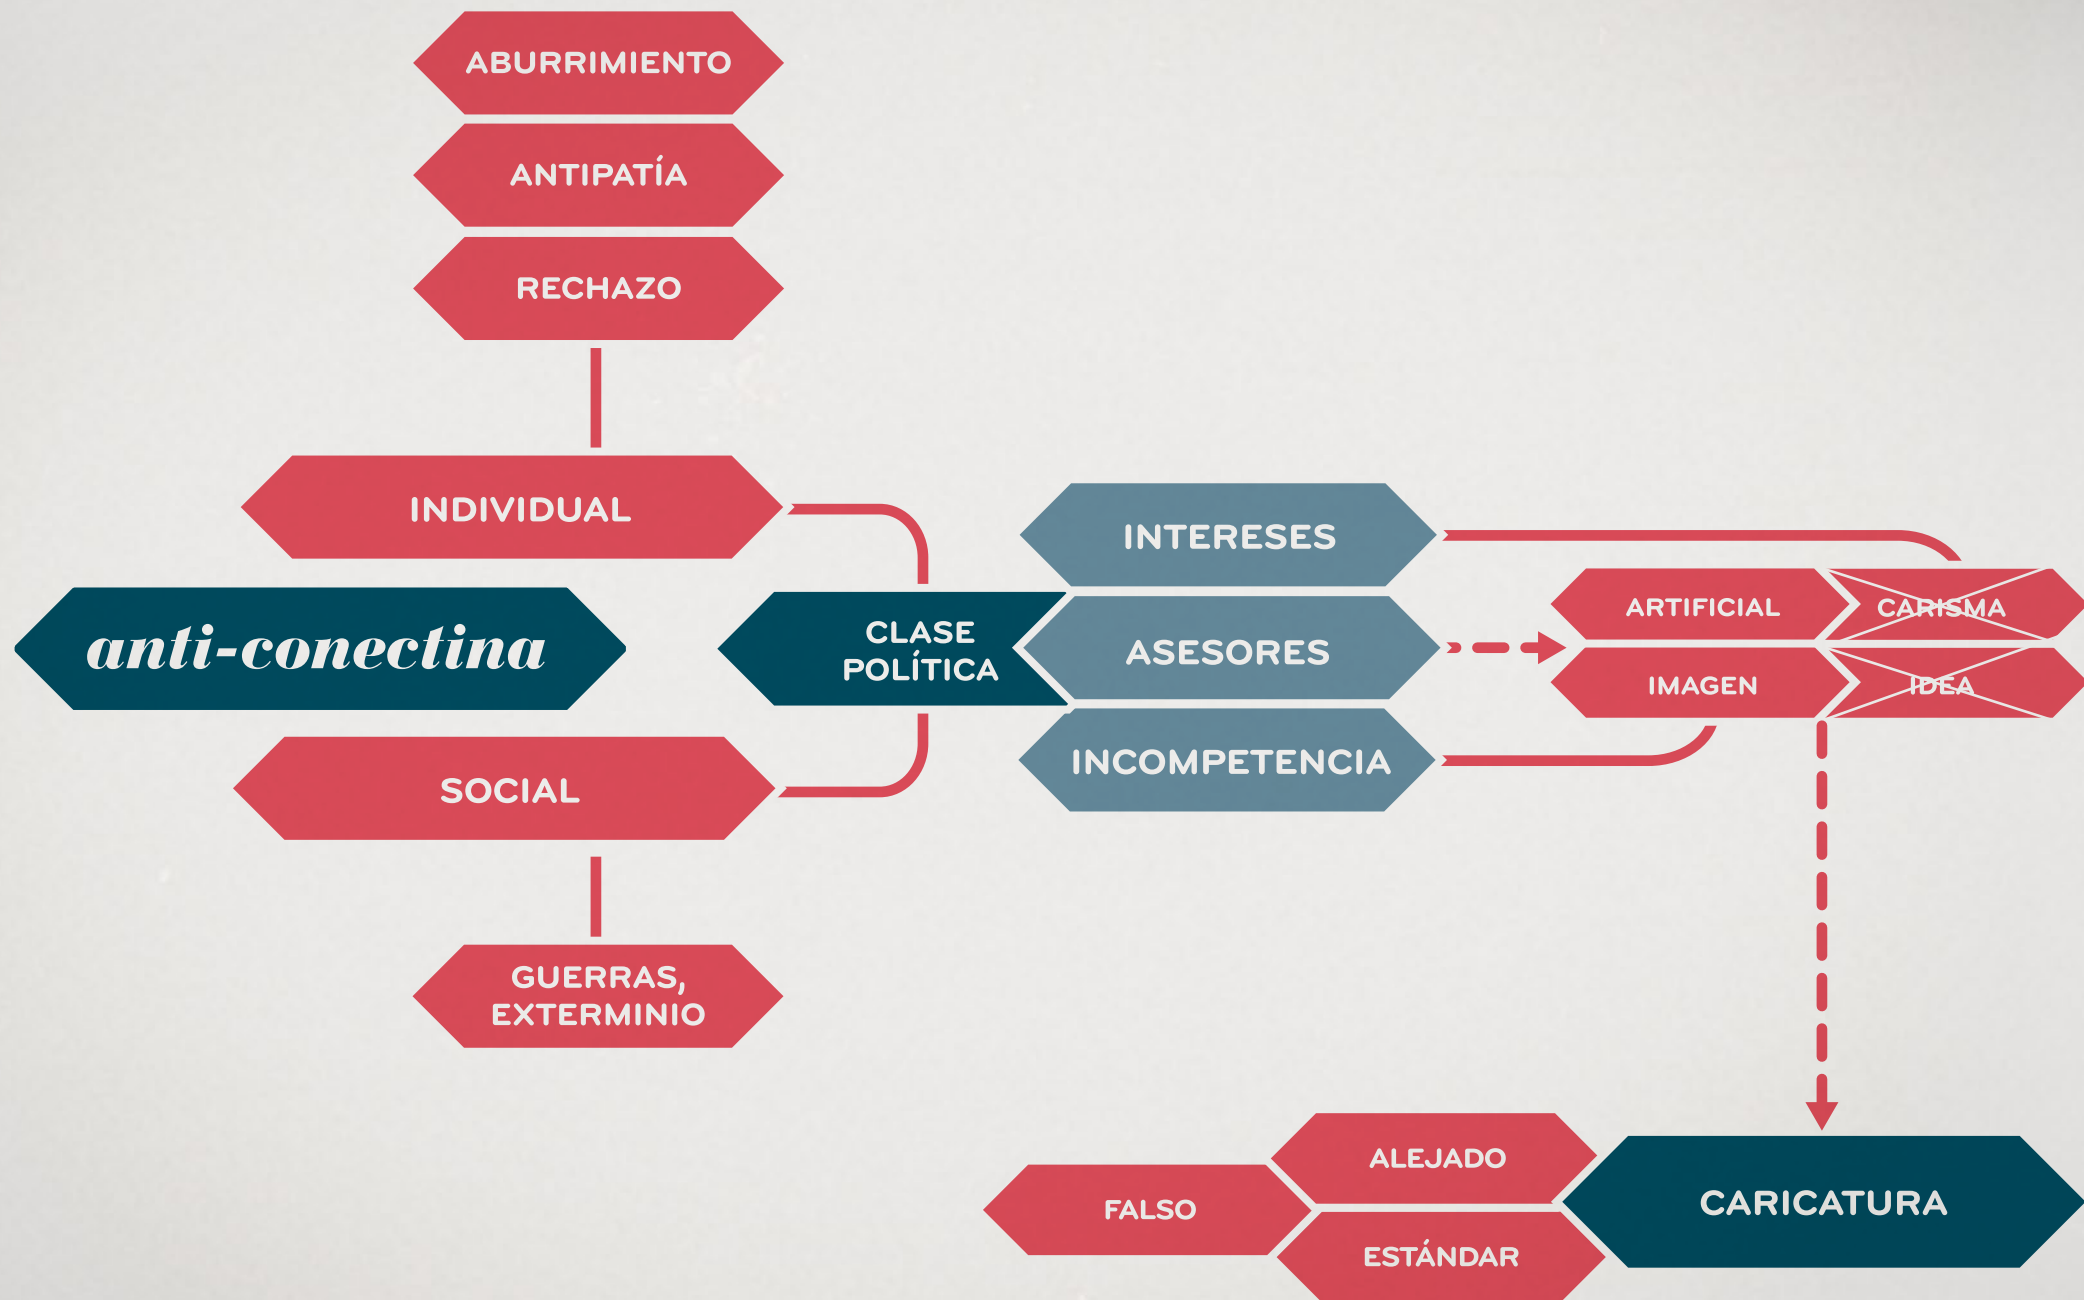 ABURRIMIENTO
ANTIPATÍA
RECHAZO
INDIVIDUAL
anti-conectina
SOCIAL
GUERRAS,
EXTERMINIO
CLASE
POLÍTICA
INTERESES
ASESORES
INCOMPETENCIA
ARTIFICIAL
CARISMA
IMAGEN
IDEA
ALEJADO
FALSO
ESTÁNDAR
CARICATURA